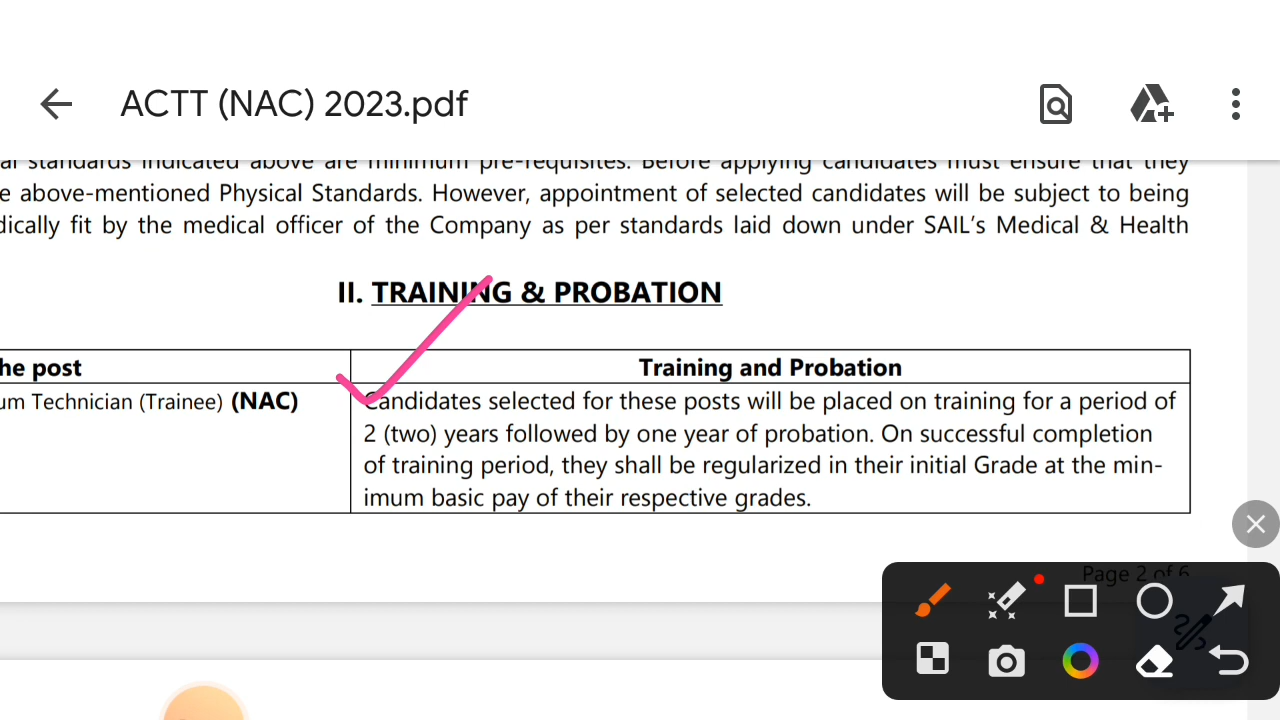 ACTT (NAC) 2023.pdf
al standards indicated above are minimum pre-requisites. Before applying candidates must ensure that they
e above-mentioned Physical Standards. However, appointment of selected candidates will be subject to being
dically fit by the medical officer of the Company as per standards laid down under SAIL's Medical & Health
II. TRAINING & PROBATION
he post
Training and Probation
um Technician (Trainee) (NAC)
Candidates selected for these posts will be placed on training for a period of
2 (two) years followed by one year of probation. On successful completion
of training period, they shall be regularized in their initial Grade at the min-
imum basic pay of their respective grades.
Page 2 of 6